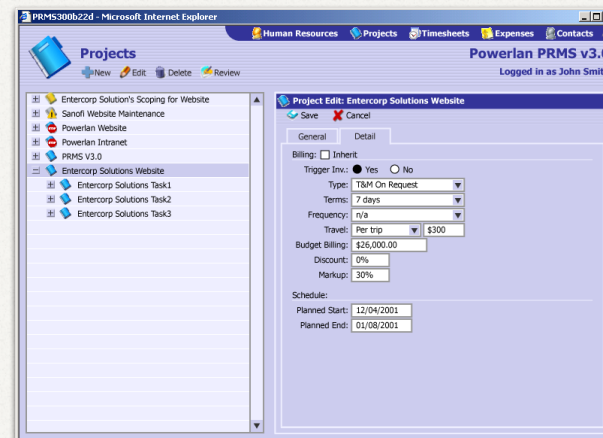 PRMS300b22d - Microsoft Internet Explorer
Human Resources Projects Timesheets Expenses Contacts
Projects
Powerlan PRMS v3.0
New Edit Delete Review
Logged in as John Smit
Entercorp Solution's Scoping for Website
Sanofi Website Maintenance
Powerlan Website
Powerlan Intranet
PRMS V3.0
Entercorp Solutions Website
Entercorp Solutions Task1
Entercorp Solutions Task2
Entercorp Solutions Task3
Project Edit: Entercorp Solutions Website
Save Cancel
General Detail
Billing: Inherit
Trigger Inv.: Yes No
Type: T&M On Request
Terms: 7 days
Frequency: n/a
Travel: Per trip $300
Budget Billing: $26,000.00
Discount: 0%
Markup: 30%
Schedule:
Planned Start: 12/04/2001
Planned End: 01/08/2001